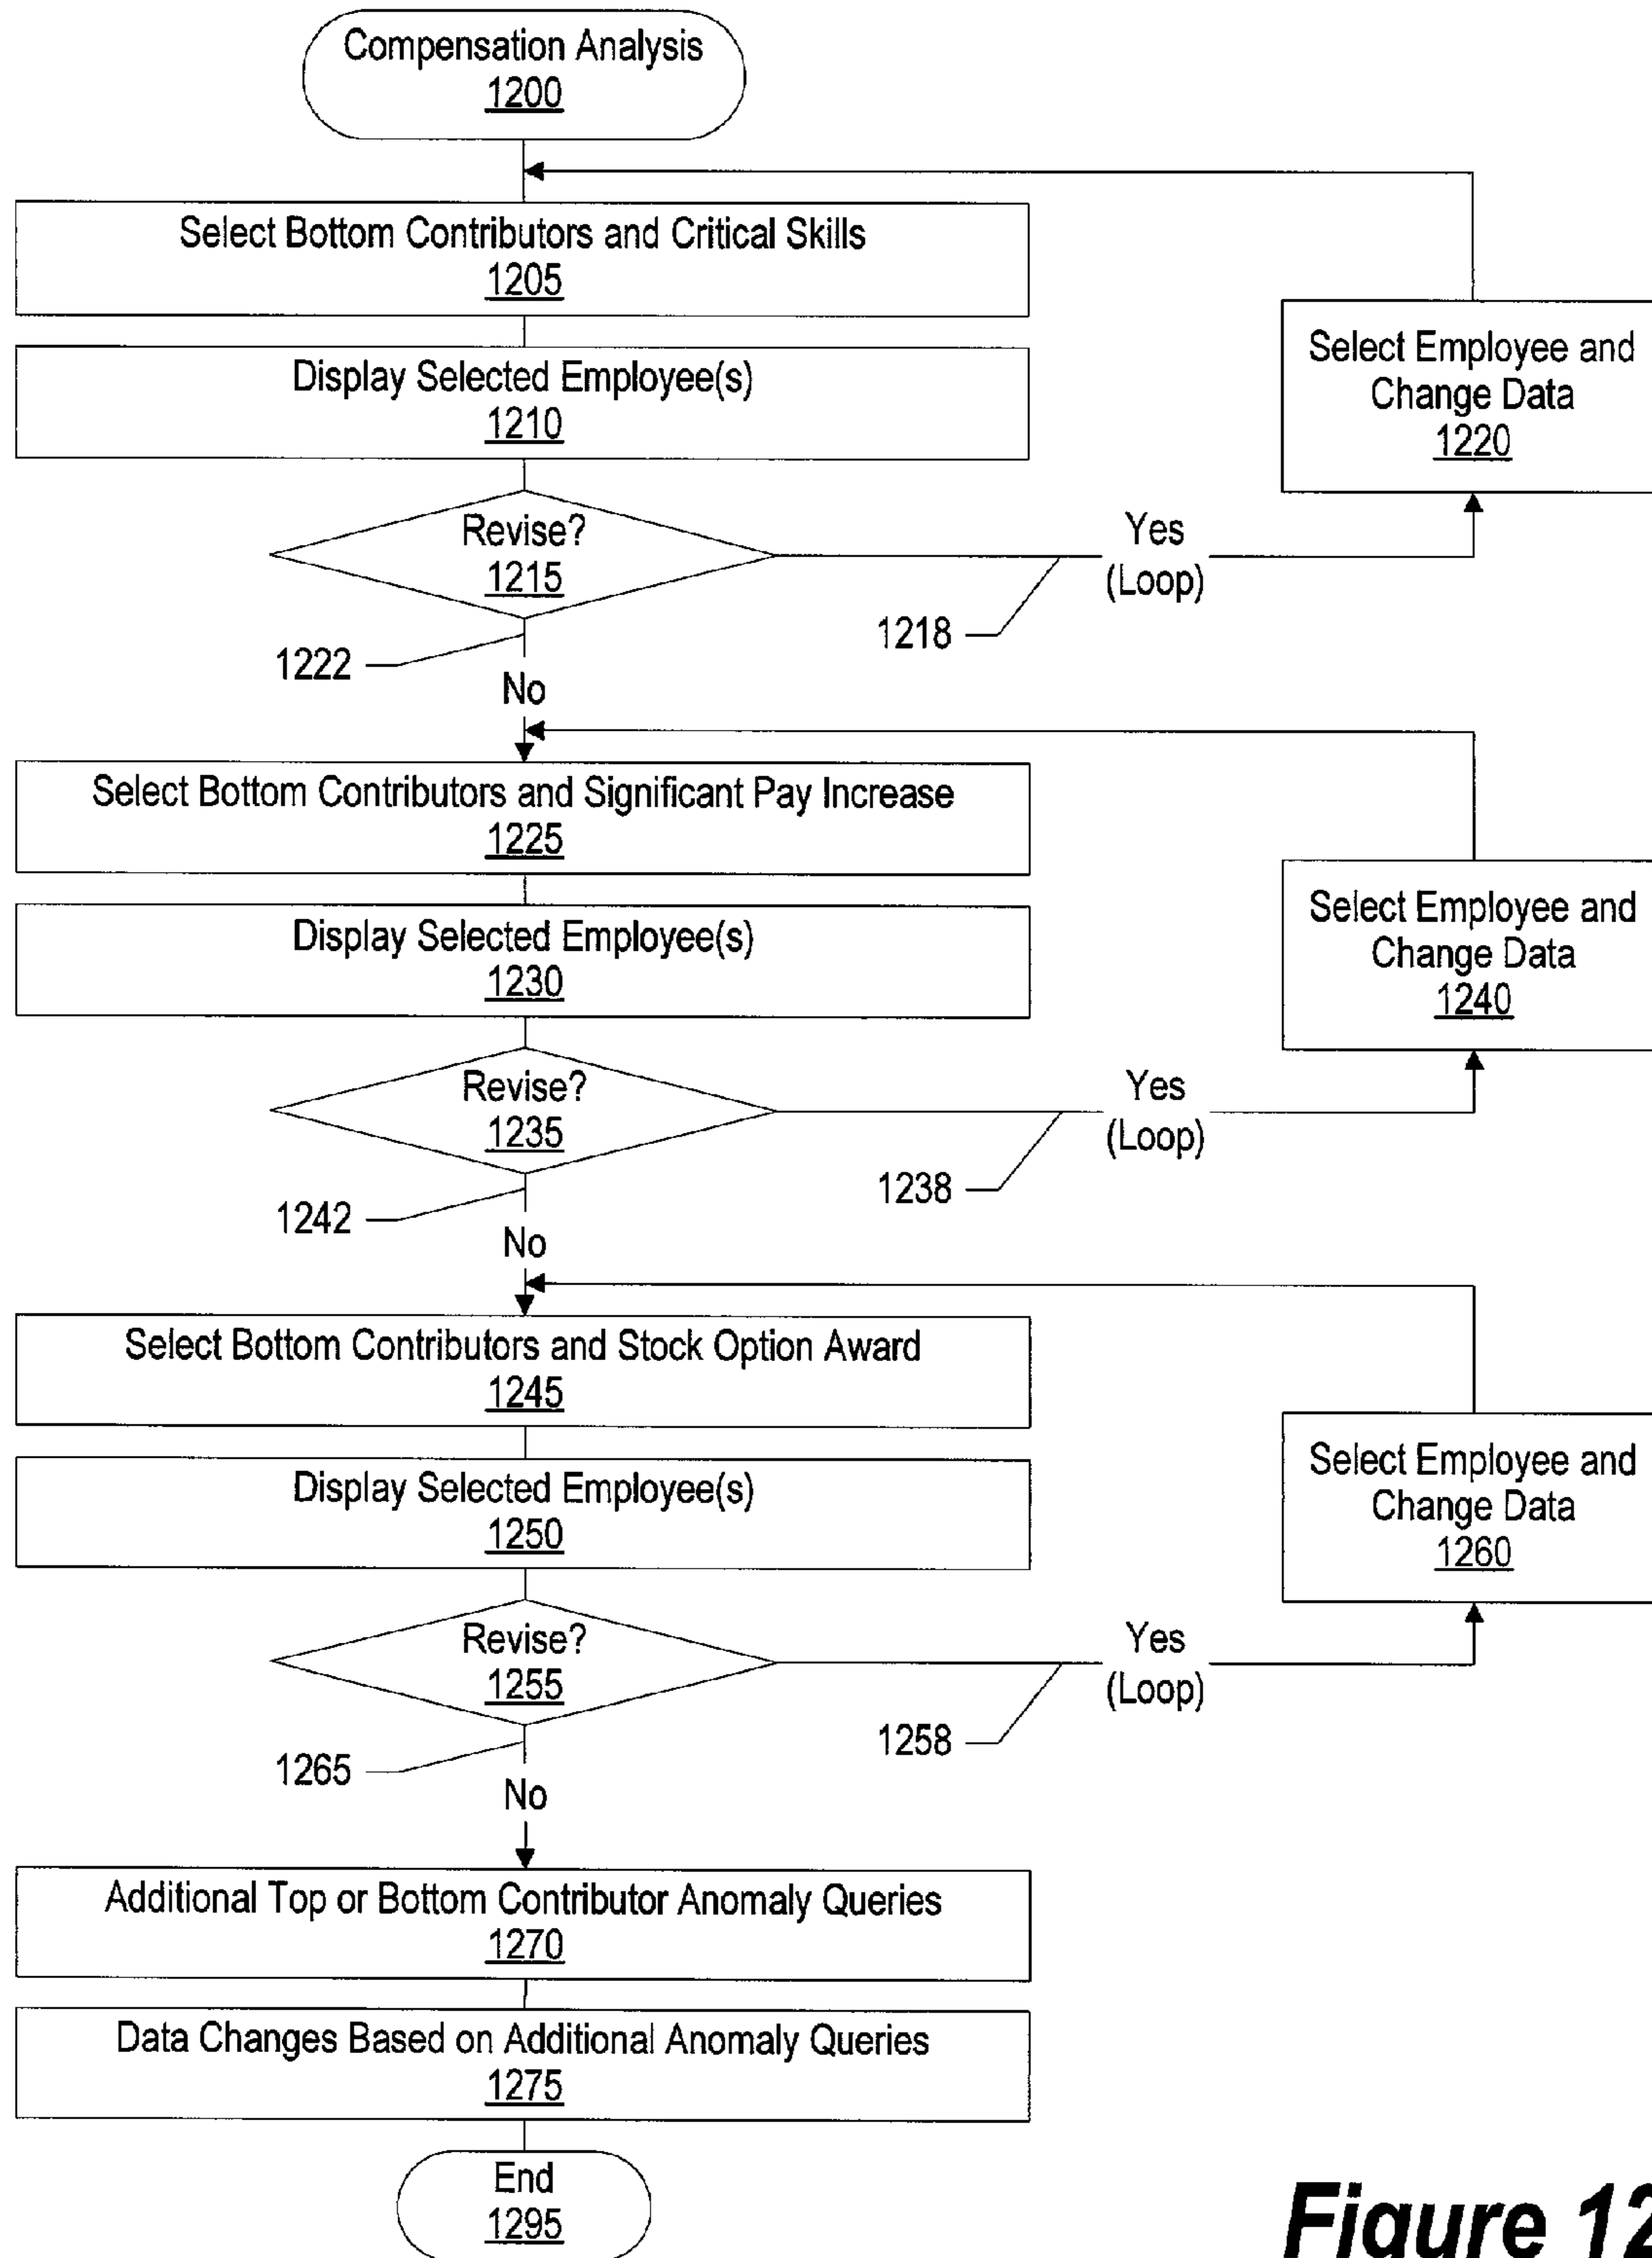 Compensation Analysis
1200
Select Bottom Contributors and Critical Skills
1205
Display Selected Employee(s)
1210
Select Employee and
Change Data
1220
Revise?
1215
Yes
(Loop)
1218
1222
No
Select Bottom Contributors and Significant Pay Increase
1225
Display Selected Employee(s)
1230
Select Employee and
Change Data
1240
Revise?
1235
Yes
(Loop)
1238
1242
No
Select Bottom Contributors and Stock Option Award
1245
Display Selected Employee(s)
1250
Select Employee and
Change Data
1260
Revise?
1255
Yes
(Loop)
1258
1265
No
Additional Top or Bottom Contributor Anomaly Queries
1270
Data Changes Based on Additional Anomaly Queries
1275
End
1295
Figure 12